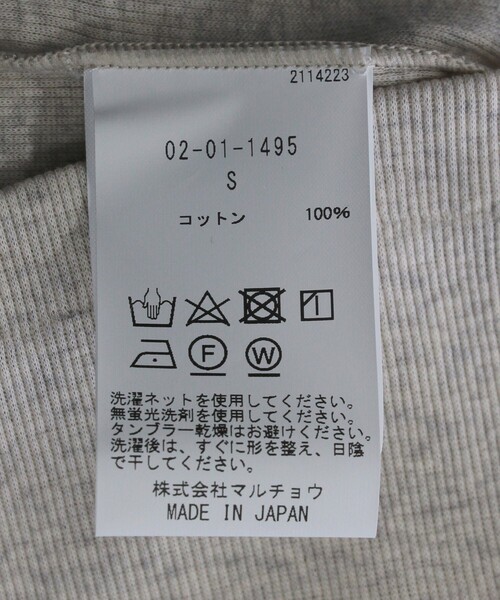 2114223
02-01-1495
S
コットン 100%
F W
洗濯ネットを使用してください。
無蛍光洗剤を使用してください。
タンブラー乾燥はお避けください。
洗濯後は、すぐに形を整え、日陰
で干してください。
株式会社マルチョウ
MADE IN JAPAN